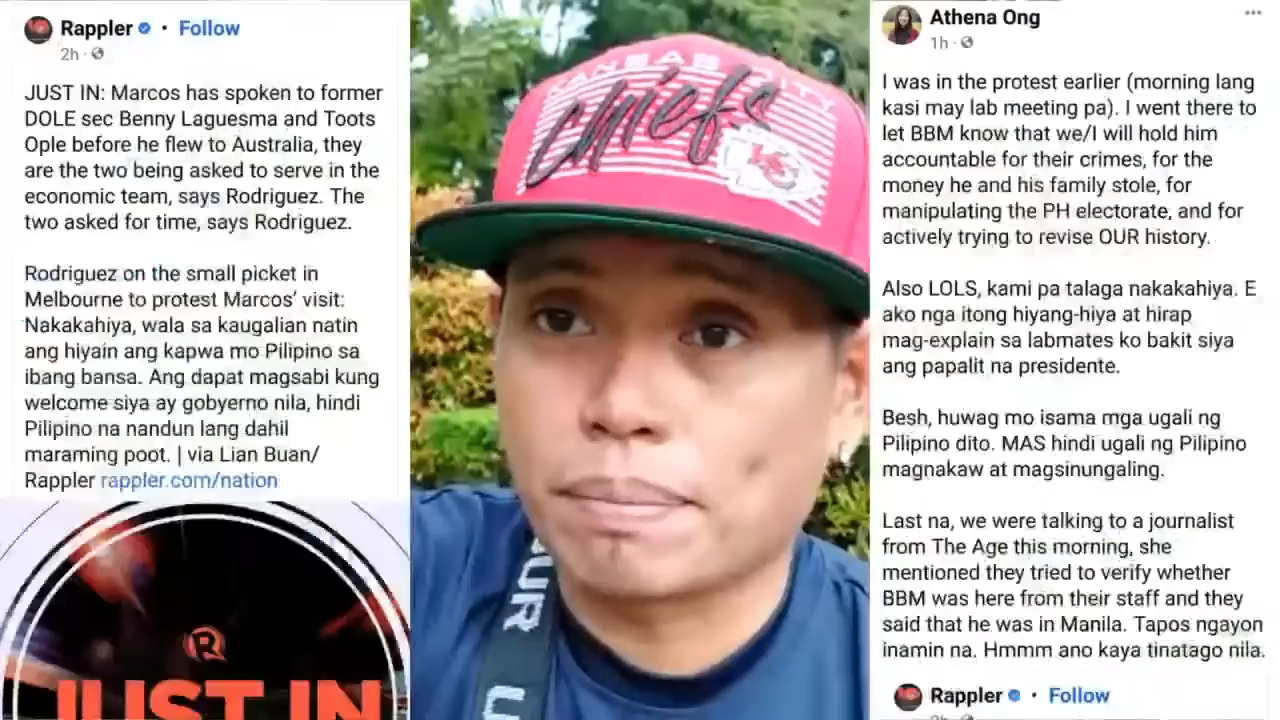 Rappler · Follow
2h ·
JUST IN: Marcos has spoken to former
DOLE sec Benny Laguesma and Toots
Ople before he flew to Australia, they
are the two being asked to serve in the
economic team, says Rodriguez. The
two asked for time, says Rodriguez.
Rodriguez on the small picket in
Melbourne to protest Marcos' visit:
Nakakahiya, wala sa kaugalian natin
ang hiyain ang kapwa mo Pilipino sa
ibang bansa. Ang dapat magsabi kung
welcome siya ay gobyerno nila, hindi
Pilipino na nandun lang dahil
maraming poot. | via Lian Buan/
Rappler rappler.com/nation
R
JUST IN
KANSAS CITY
chiefs
KC
OUR
U
Athena Ong
1h ·
I was in the protest earlier (morning lang
kasi may lab meeting pa). I went there to
let BBM know that we/I will hold him
accountable for their crimes, for the
money he and his family stole, for
manipulating the PH electorate, and for
actively trying to revise OUR history.
Also LOLS, kami pa talaga nakakahiya. E
ako nga itong hiyang-hiya at hirap
mag-explain sa labmates ko bakit siya
ang papalit na presidente.
Besh, huwag mo isama mga ugali ng
Pilipino dito. MAS hindi ugali ng Pilipino
magnakaw at magsinungaling.
Last na, we were talking to a journalist
from The Age this morning, she
mentioned they tried to verify whether
BBM was here from their staff and they
said that he was in Manila. Tapos ngayon
inamin na. Hmmm ano kaya tinatago nila.
Rappler · Follow